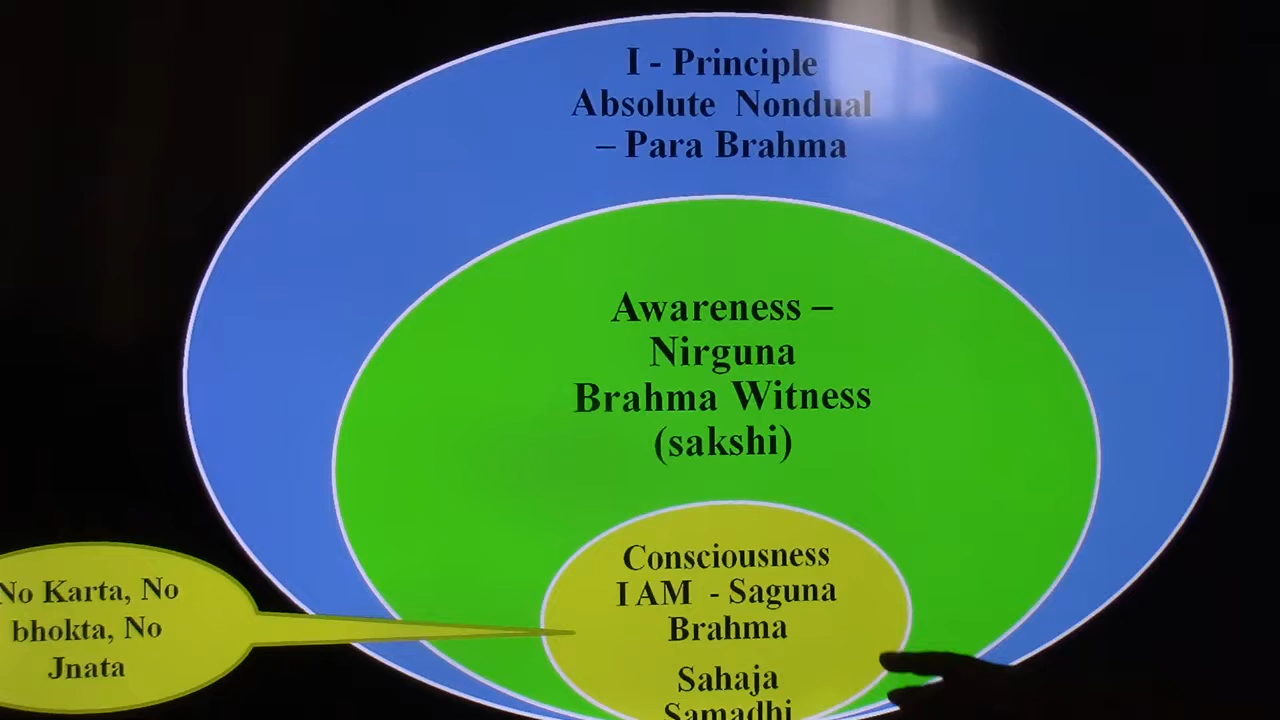 I - Principle
Absolute Nondual
– Para Brahma
Awareness –
Nirguna
Brahma Witness
(sakshi)
Consciousness
I AM - Saguna
Brahma
Sahaja
Samadhi
No Karta, No
bhokta, No
Jnata